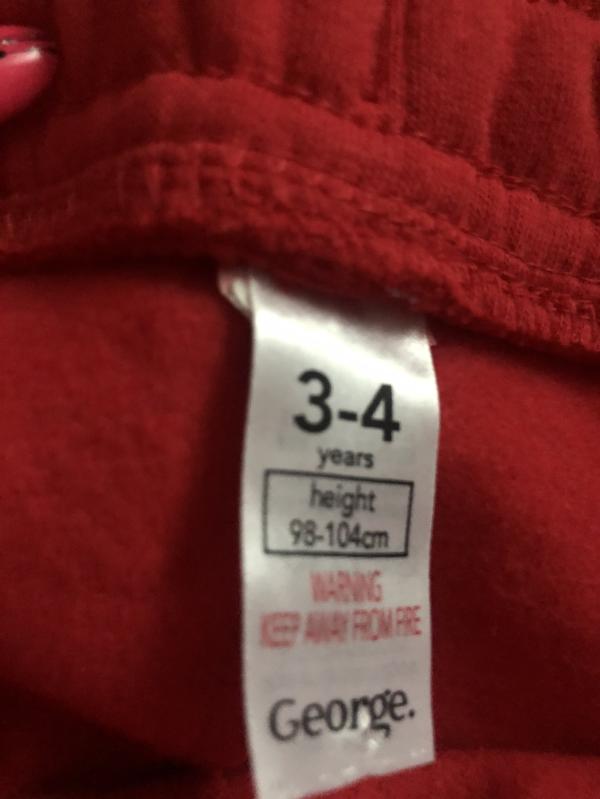 3-4
years
height
98-104cm
WARNING
KEEP AWAY FROM FIRE
George.